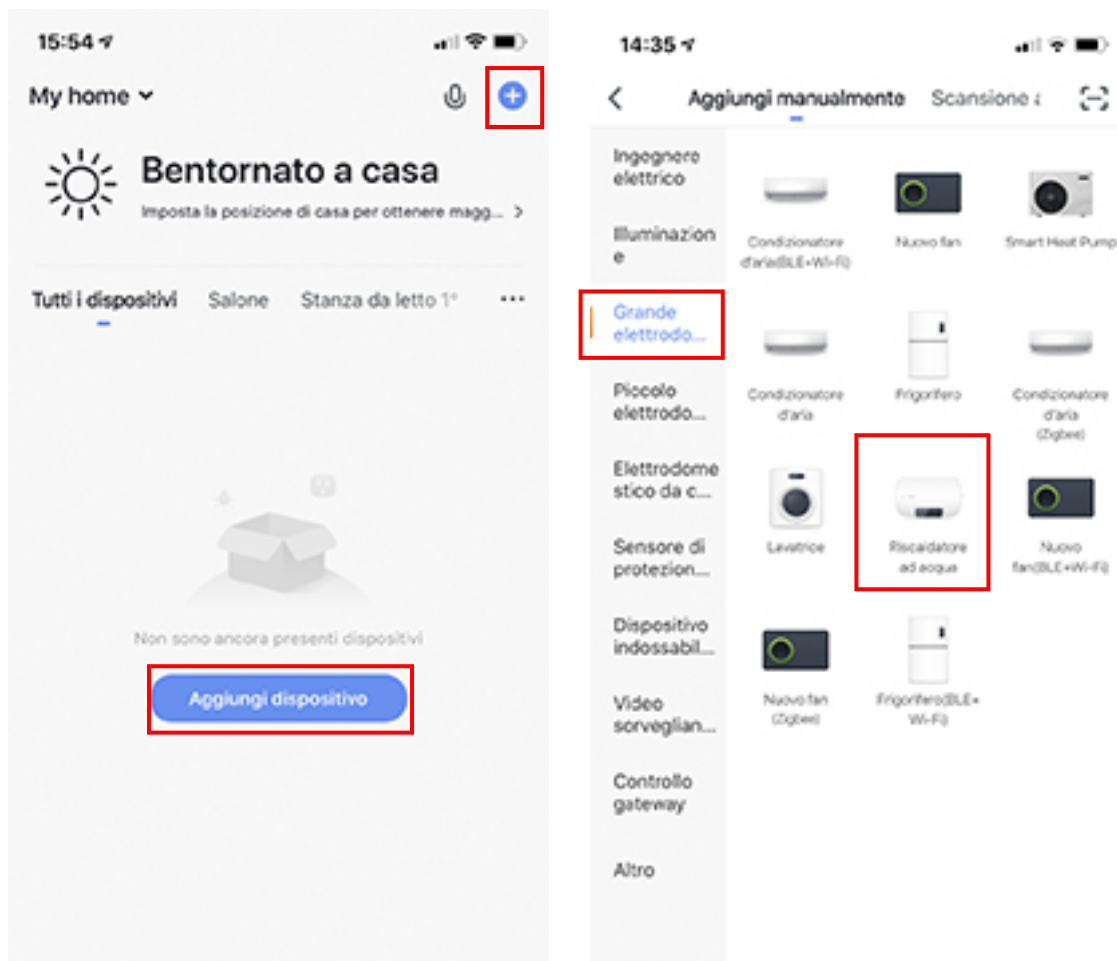 15:54
My home
Bentornato a casa
Imposta la posizione di casa per ottenere magg... >
Tutti i dispositivi Salone Stanza da letto 1° ...
Non sono ancora presenti dispositivi
Aggiungi dispositivo
14:35
Aggiungi manualmente Scansione a
Ingegnere
elettrico
Illuminazion
e
Grande
elettrodo...
Piccolo
elettrodo...
Elettrodome
stico da c...
Sensore di
protezion...
Dispositivo
indossabil...
Video
sorveglian...
Controllo
gateway
Altro
Condizionatore
d'aria(BLE+Wi-Fi)
Nuovo fan
Smart Heat Pump
Condizionatore
d'aria
Frigorifero
Condizionatore
d'aria
(Zigbee)
Lavatrice
Riscaldatore
ad acqua
Nuovo
fan(BLE+Wi-Fi)
Nuovo fan
(Zigbee)
Frigorifero(BLE+
Wi-Fi)